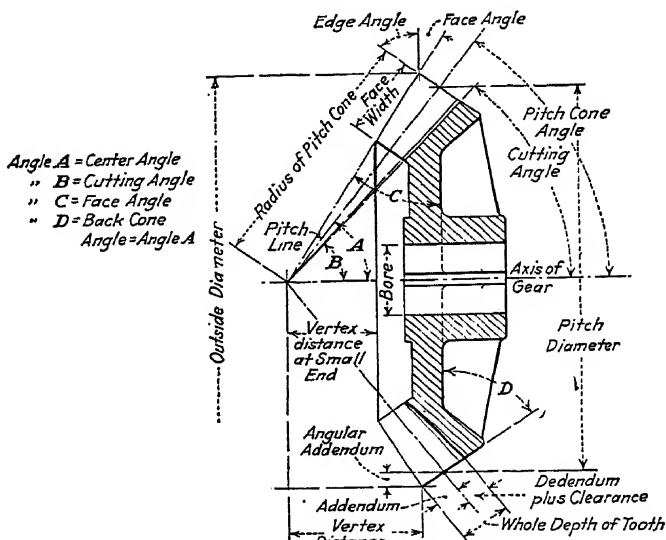 Edge Angle
Face Angle
Face
Width
Radius of Pitch Cone
Pitch Cone
Angle
Cutting
Angle
Angle A = Center Angle
„ B = Cutting Angle
„ C = Face Angle
„ D = Back Cone
Angle = Angle A
Outside Diameter
Pitch
Line
C
A
B
Bore
Axis of
Gear
Vertex
distance
at Small
End
Pitch
Diameter
D
Angular
Addendum
Addendum
Dedendum
plus Clearance
Whole Depth of Tooth
Vertex